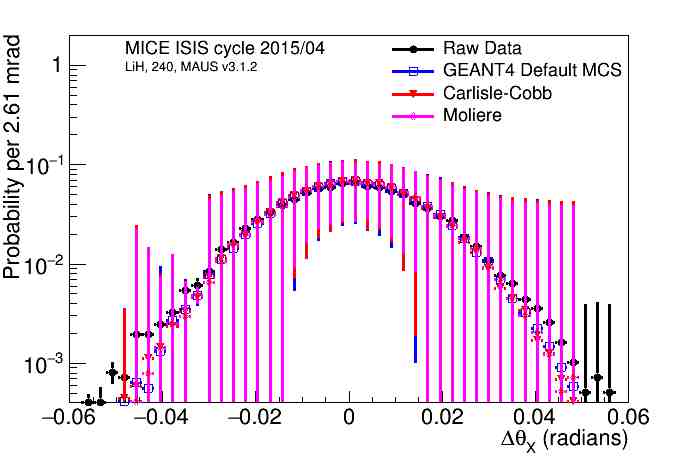 MICE ISIS cycle 2015/04
LiH, 240, MAUS v3.1.2
Raw Data
GEANT4 Default MCS
Carlisle-Cobb
Moliere
Probability per 2.61 mrad
1
10⁻¹
10⁻²
10⁻³
−0.06 −0.04 −0.02 0 0.02 0.04 0.06
Δθ_X (radians)